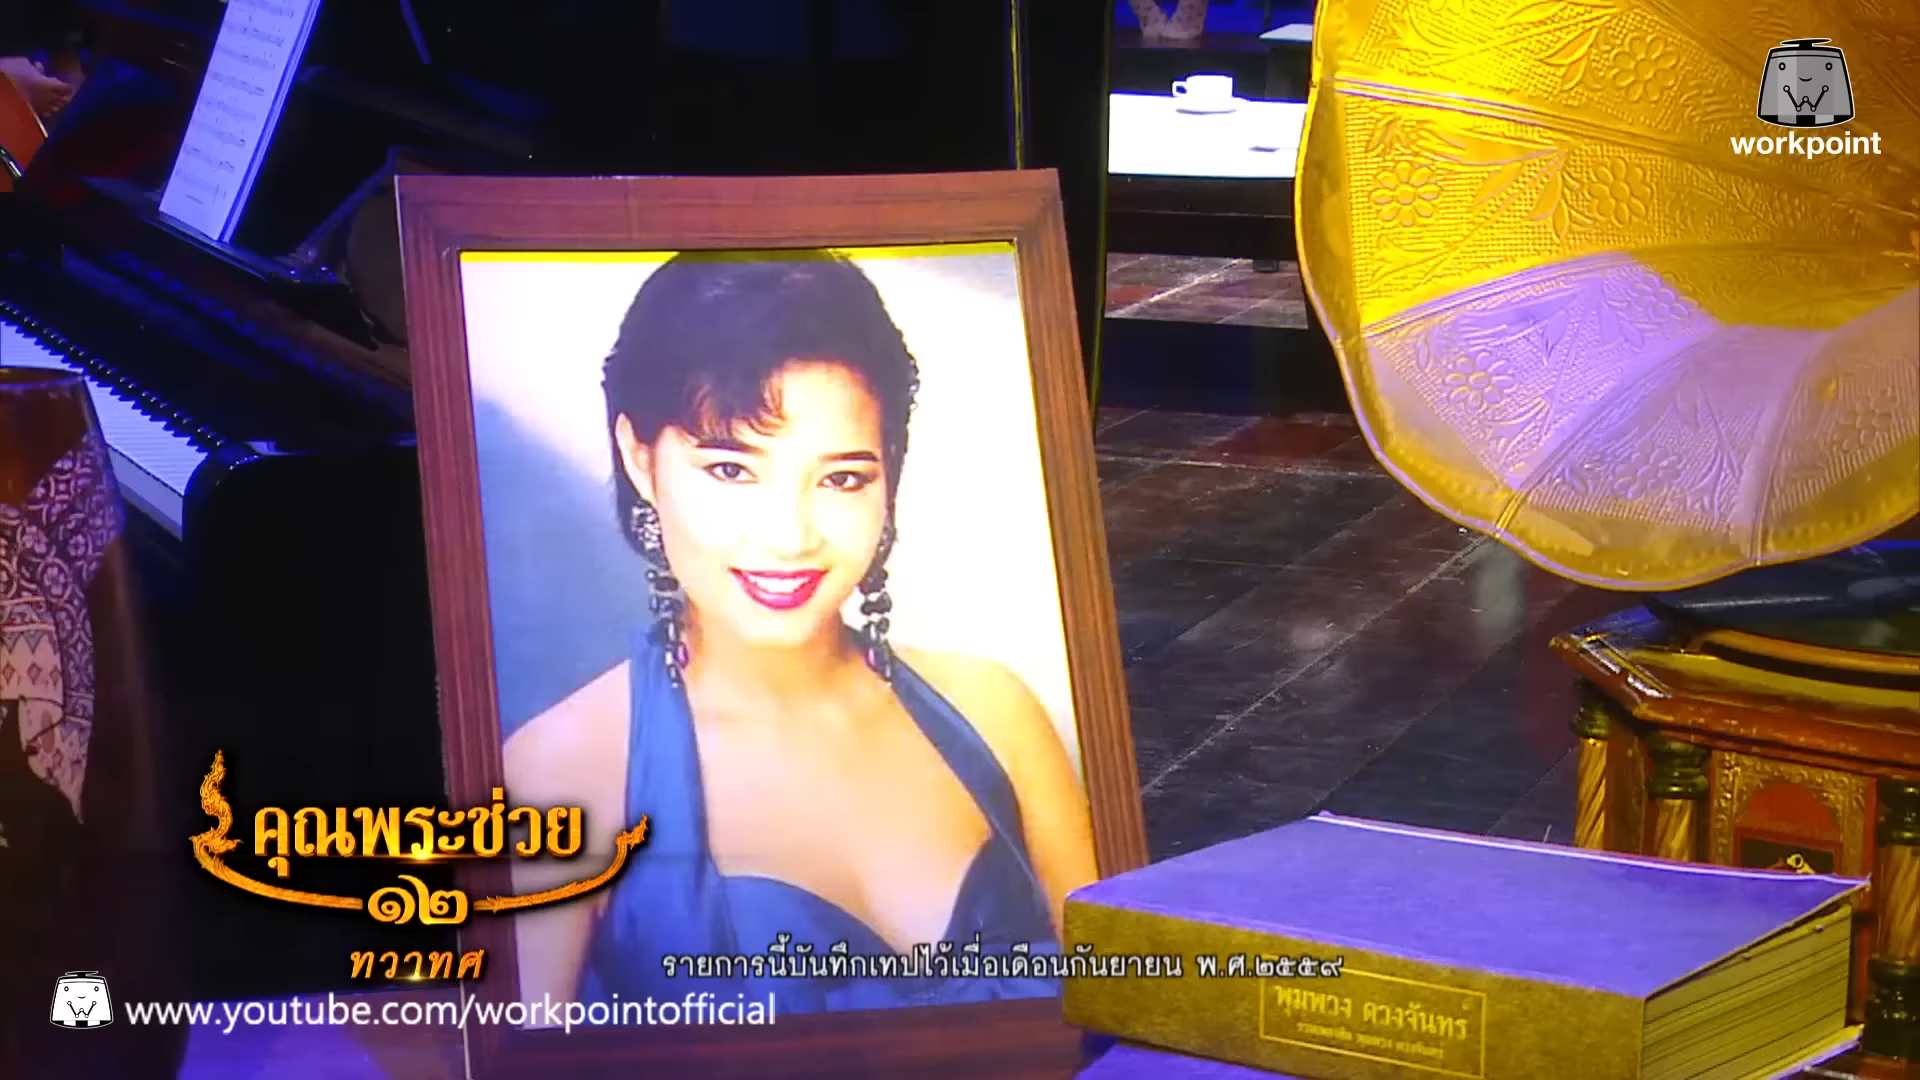 workpoint
คุณพระช่วย
๑๒
ทวาทศ
รายการนี้บันทึกเทปไว้เมื่อเดือนกันยายน พ.ศ.๒๕๕๙
พุ่มพวง ดวงจันทร์
www.youtube.com/workpointofficial